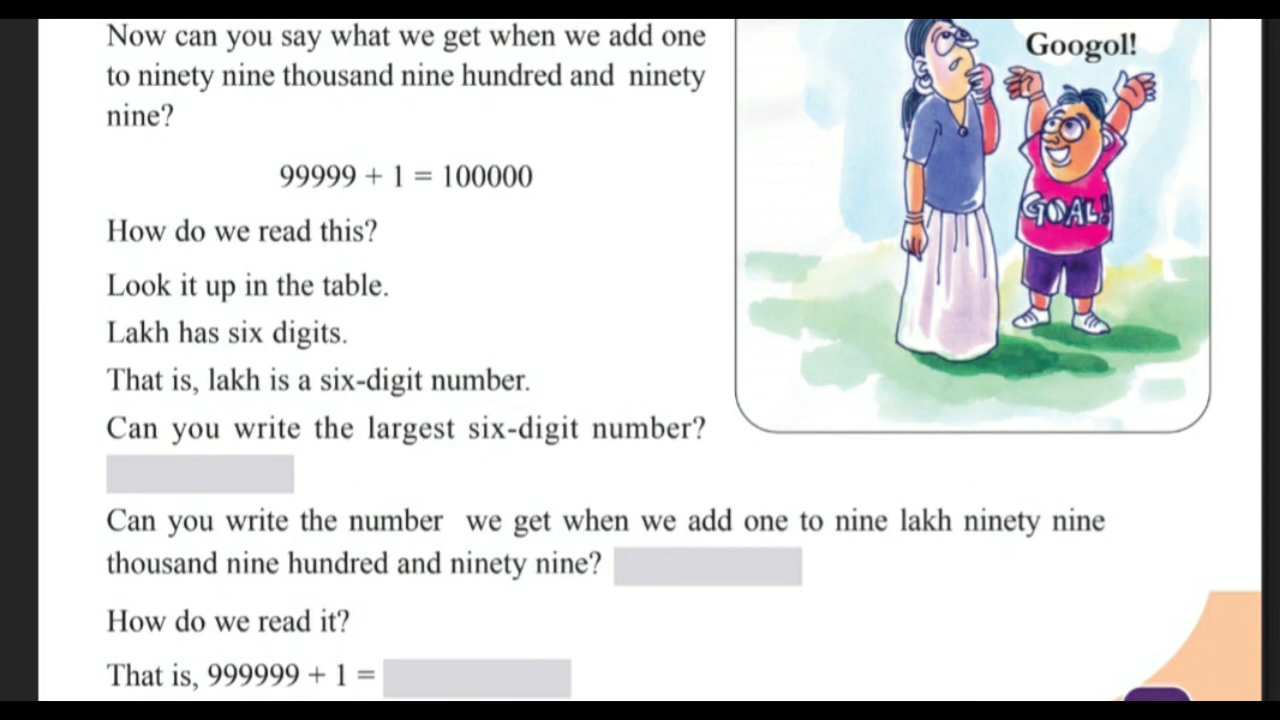 Now can you say what we get when we add one
to ninety nine thousand nine hundred and ninety
nine?
99999 + 1 = 100000
How do we read this?
Look it up in the table.
Lakh has six digits.
That is, lakh is a six-digit number.
Can you write the largest six-digit number?
Can you write the number we get when we add one to nine lakh ninety nine
thousand nine hundred and ninety nine?
How do we read it?
That is, 999999 + 1 =
Googol!
GOAL!